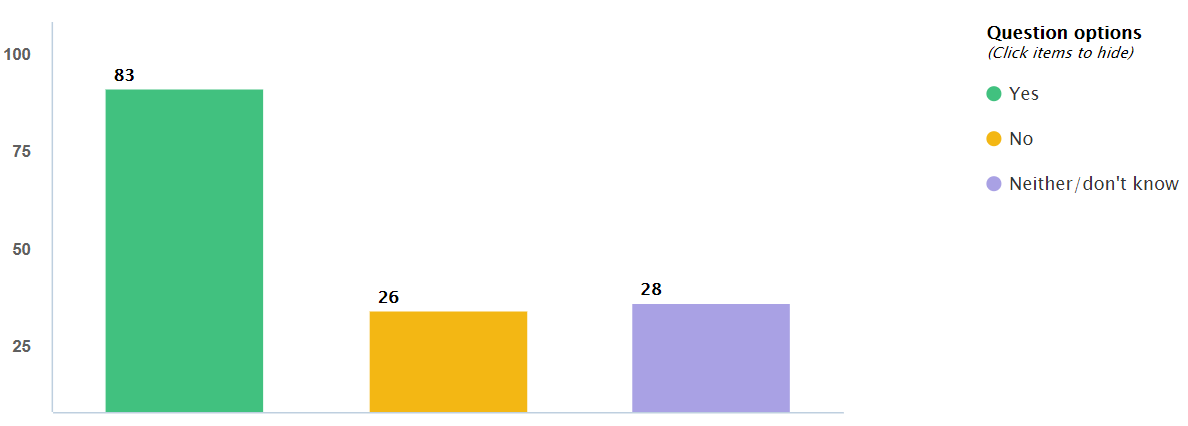 100
75
50
25
83
26
28
Question options
(Click items to hide)
Yes
No
Neither/don't know